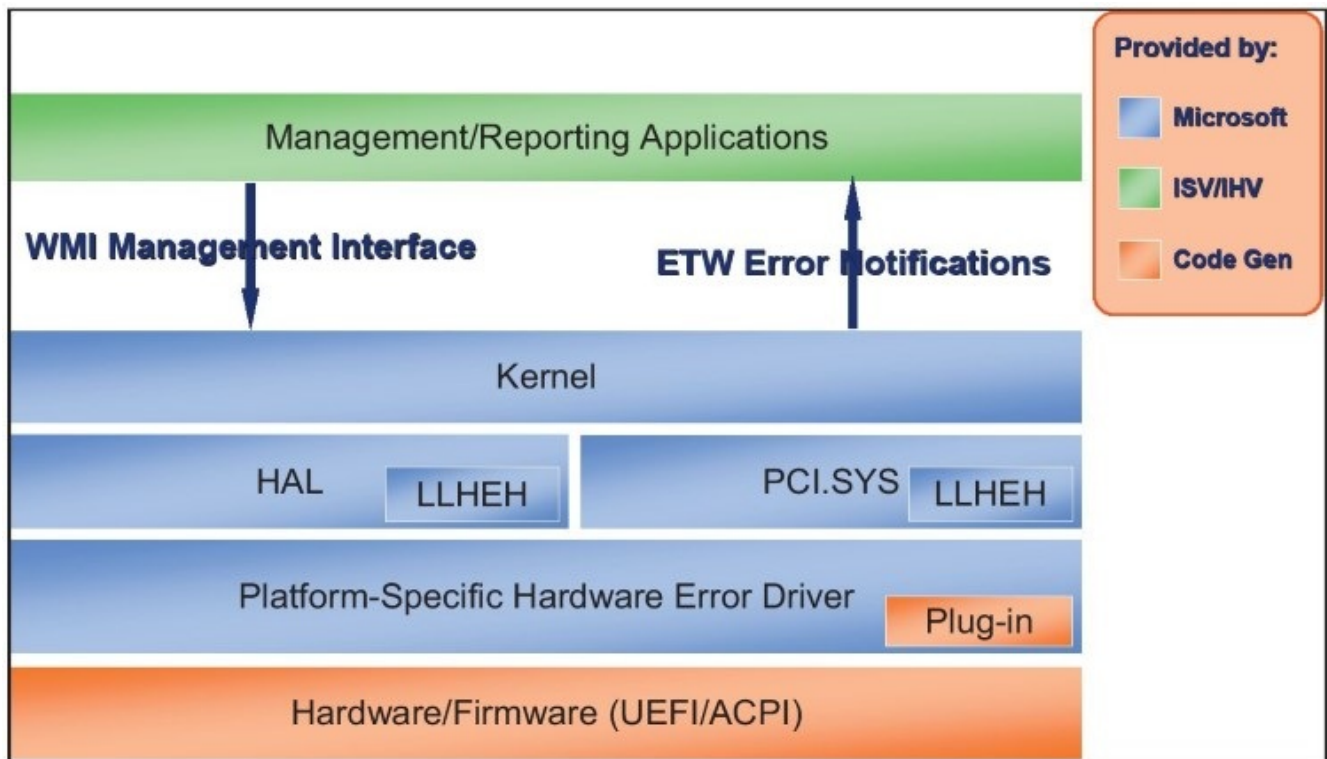 Provided by:
Microsoft
ISV/IHV
Code Gen
Management/Reporting Applications
WMI Management Interface
ETW Error Notifications
Kernel
HAL
LLHEH
PCI.SYS
LLHEH
Platform-Specific Hardware Error Driver
Plug-in
Hardware/Firmware (UEFI/ACPI)